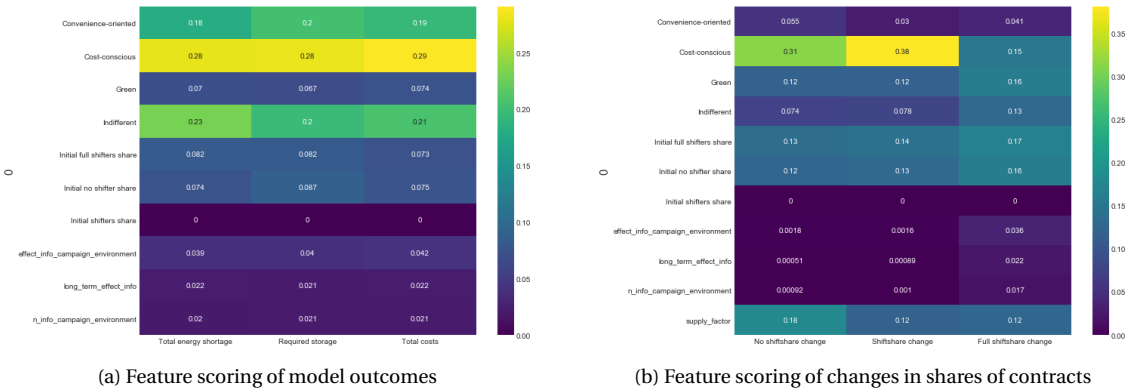 Convenience-oriented 0.18 0.2 0.19
Cost-conscious 0.28 0.28 0.29
Green 0.07 0.067 0.074
Indifferent 0.23 0.2 0.21
Initial full shifters share 0.082 0.082 0.073
Initial no shifter share 0.074 0.087 0.075
Initial shifters share 0 0 0
effect_info_campaign_environment 0.039 0.04 0.042
long_term_effect_info 0.022 0.021 0.022
n_info_campaign_environment 0.02 0.021 0.021
Total energy shortage Required storage Total costs
0
0.25
0.20
0.15
0.10
0.05
0.00
(a) Feature scoring of model outcomes
Convenience-oriented 0.055 0.03 0.041
Cost-conscious 0.31 0.38 0.15
Green 0.12 0.12 0.16
Indifferent 0.074 0.078 0.13
Initial full shifters share 0.13 0.14 0.17
Initial no shifter share 0.12 0.13 0.16
Initial shifters share 0 0 0
effect_info_campaign_environment 0.0018 0.0016 0.036
long_term_effect_info 0.00051 0.00089 0.022
n_info_campaign_environment 0.00092 0.001 0.017
supply_factor 0.18 0.12 0.12
No shiftshare change Shiftshare change Full shiftshare change
0
0.35
0.30
0.25
0.20
0.15
0.10
0.05
0.00
(b) Feature scoring of changes in shares of contracts